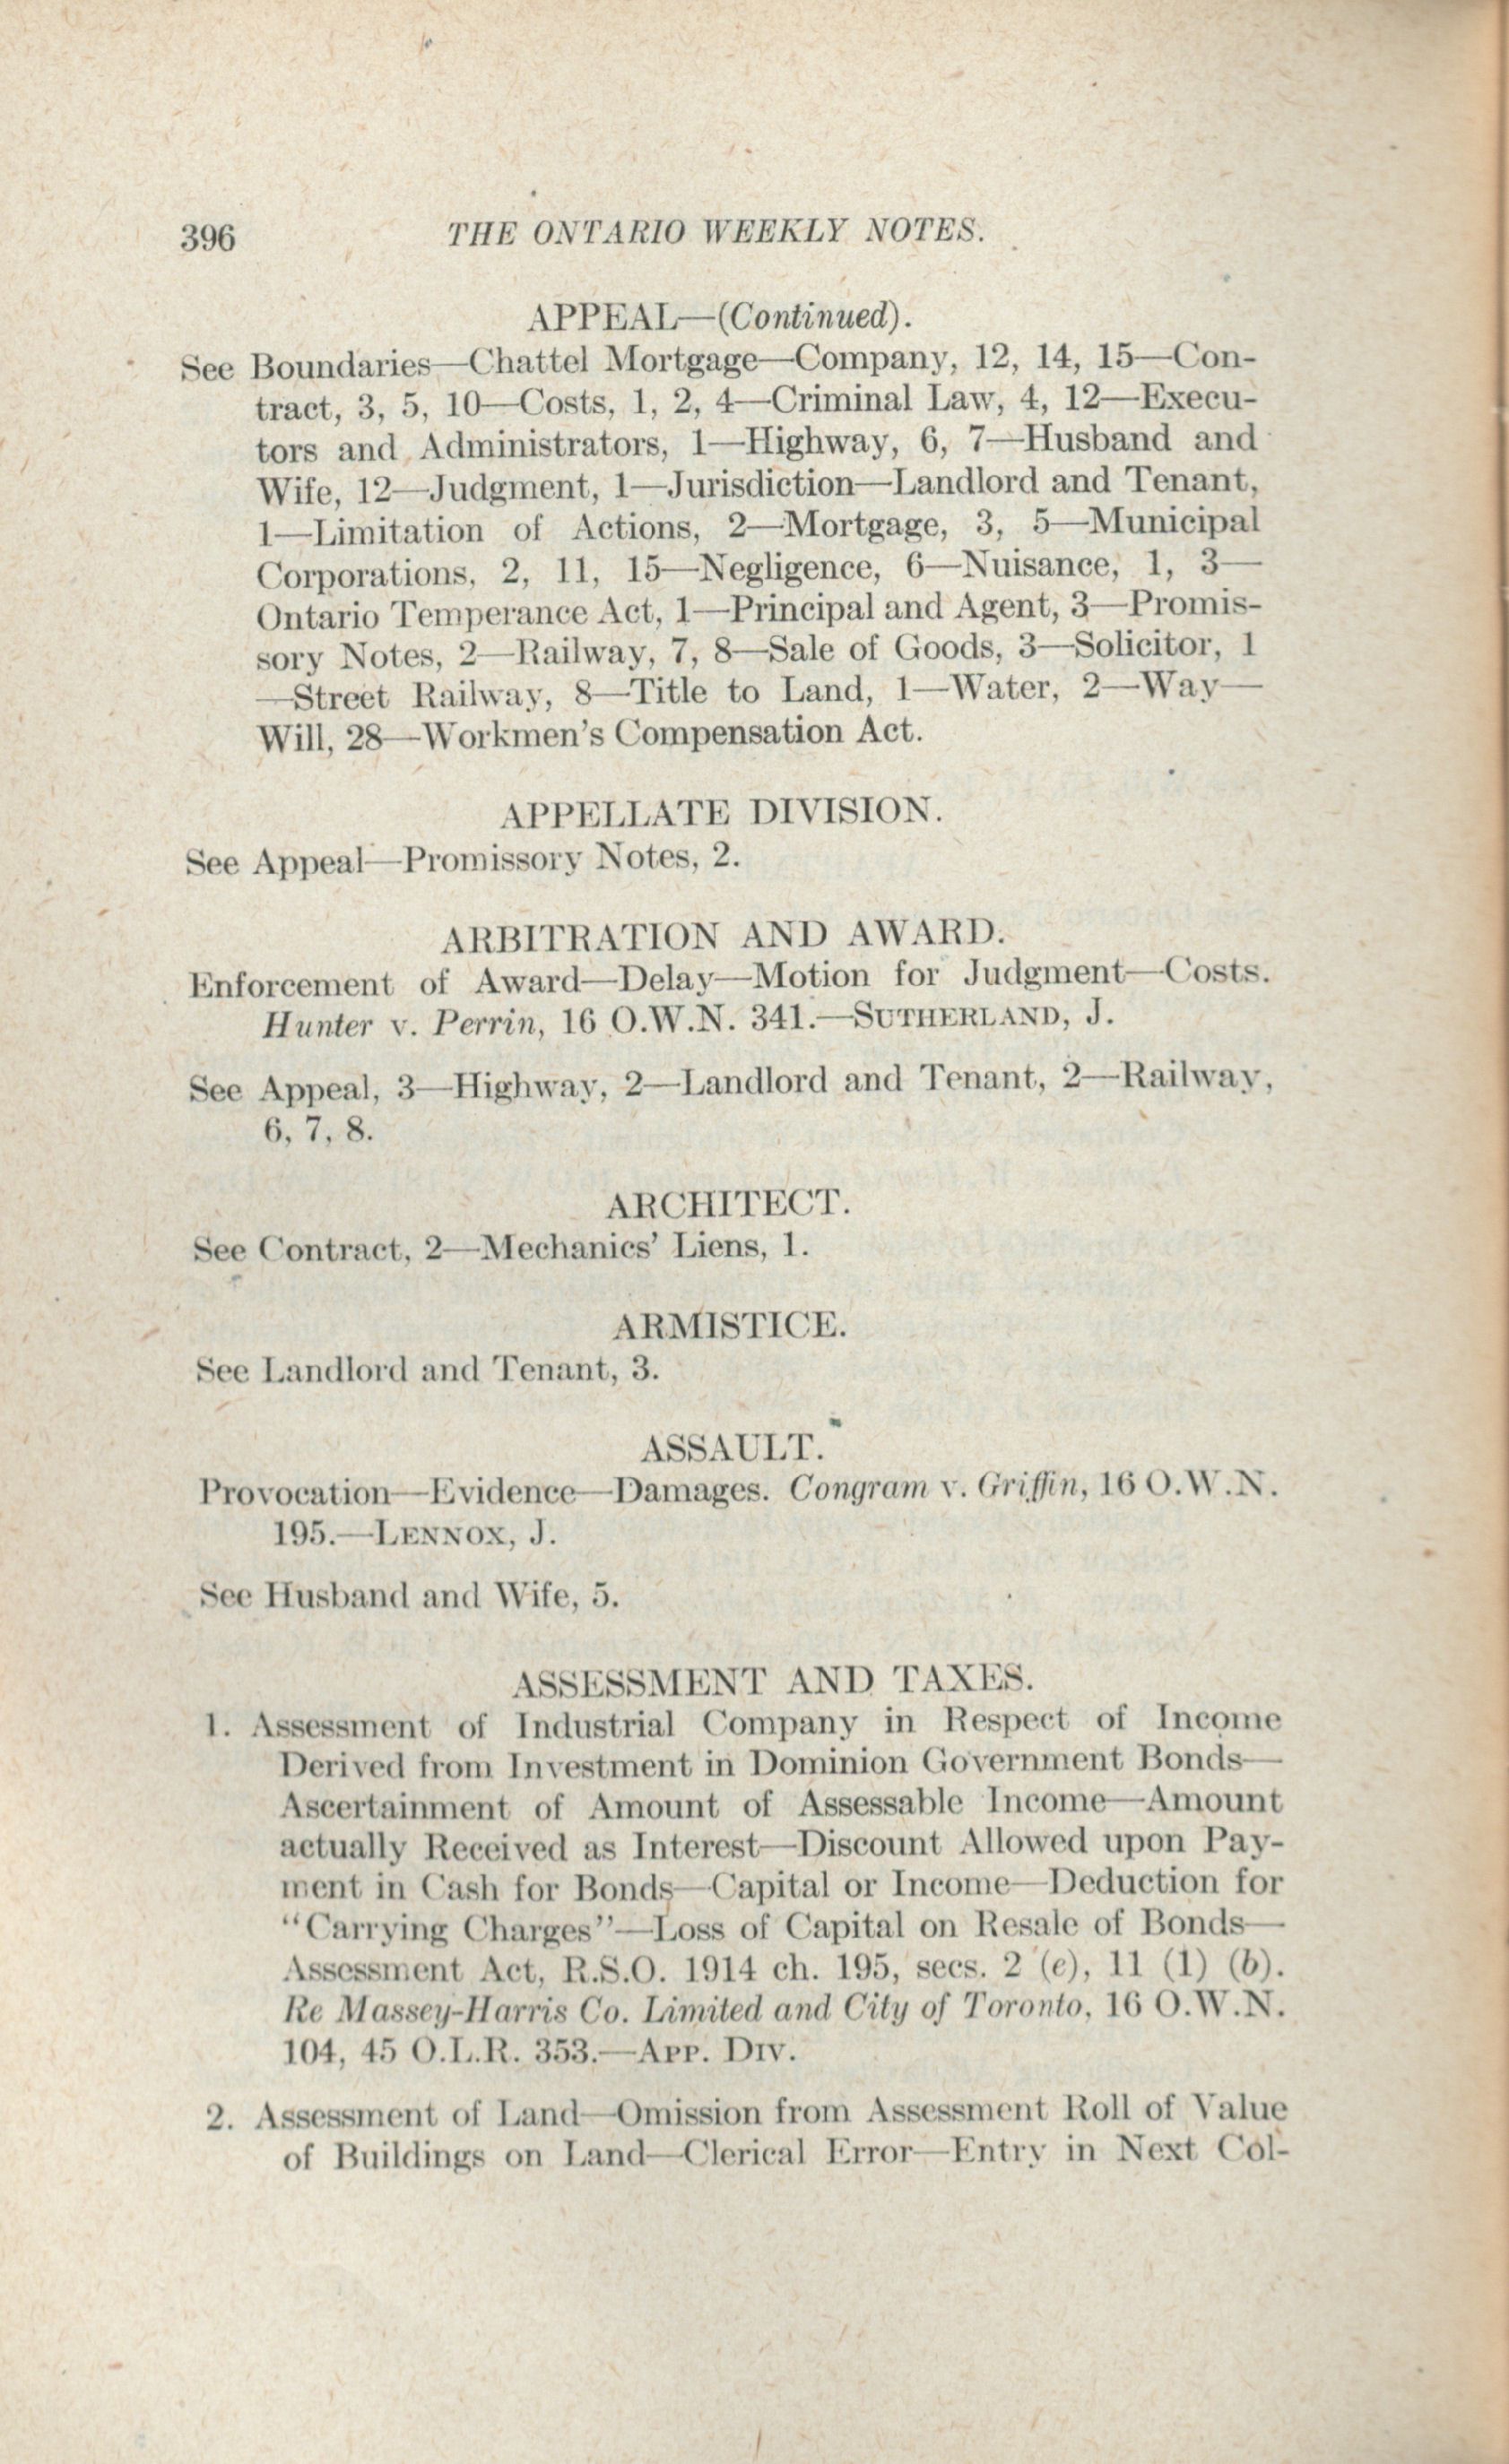 396
THE ONTARIO WEEKLY NOTES.
APPEAL—(Continued).
See Boundaries—Chattel Mortgage—Company, 12, 14, 15—Con-
tract, 3, 5, 10—Costs, 1, 2, 4—Criminal Law, 4, 12—Execu-
tors and Administrators, 1—Highway, 6, 7—Husband and
Wife, 12—Judgment, 1—Jurisdiction—Landlord and Tenant,
1—Limitation of Actions, 2—Mortgage, 3, 5—Municipal
Corporations, 2, 11, 15—Negligence, 6—Nuisance, 1, 3—
Ontario Temperance Act, 1—Principal and Agent, 3—Promis-
sory Notes, 2—Railway, 7, 8—Sale of Goods, 3—Solicitor, 1
—Street Railway, 8—Title to Land, 1—Water, 2—Way—
Will, 28—Workmen's Compensation Act.
APPELLATE DIVISION.
See Appeal—Promissory Notes, 2.
ARBITRATION AND AWARD.
Enforcement of Award—Delay—Motion for Judgment—Costs.
Hunter v. Perrin, 16 O.W.N. 341.—SUTHERLAND, J.
See Appeal, 3—Highway, 2—Landlord and Tenant, 2—Railway,
6, 7, 8.
ARCHITECT.
See Contract, 2—Mechanics' Liens, 1.
ARMISTICE.
See Landlord and Tenant, 3.
ASSAULT.
Provocation—Evidence—Damages. Congram v. Griffin, 16 O.W.N.
195.—LENNOX, J.
See Husband and Wife, 5.
ASSESSMENT AND TAXES.
1. Assessment of Industrial Company in Respect of Income
Derived from Investment in Dominion Government Bonds—
Ascertainment of Amount of Assessable Income—Amount
actually Received as Interest—Discount Allowed upon Pay-
ment in Cash for Bonds—Capital or Income—Deduction for
"Carrying Charges"—Loss of Capital on Resale of Bonds—
Assessment Act, R.S.O. 1914 ch. 195, secs. 2 (e), 11 (1) (b).
Re Massey-Harris Co. Limited and City of Toronto, 16 O.W.N.
104, 45 O.L.R. 353.—APP. DIV.
2. Assessment of Land—Omission from Assessment Roll of Value
of Buildings on Land—Clerical Error—Entry in Next Col-